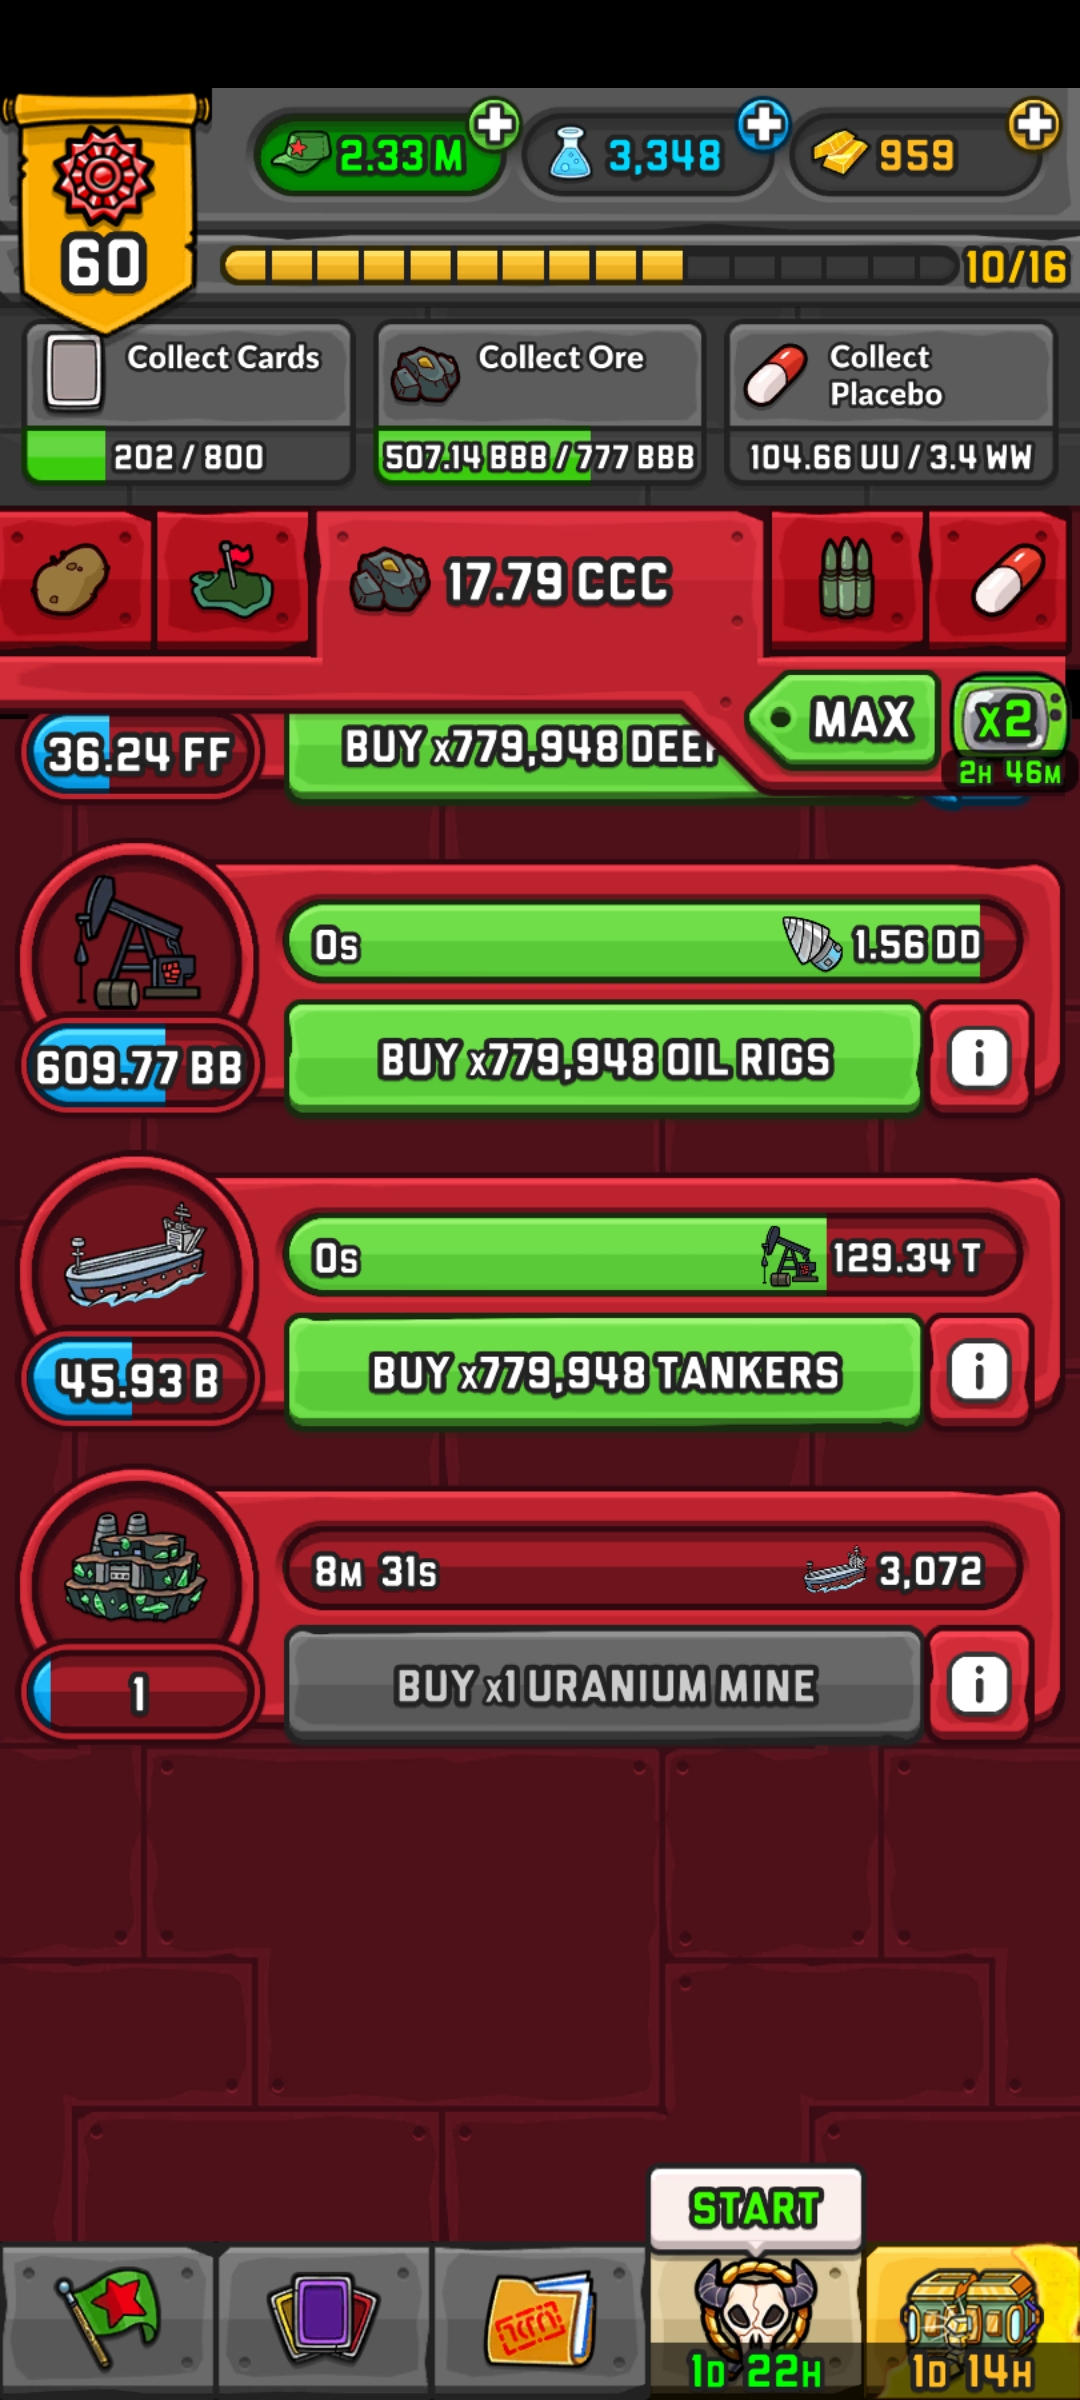 2.33 M
3,348
959
60
10/16
Collect Cards
202 / 800
Collect Ore
507.14 BBB / 777 BBB
Collect
Placebo
104.66 UU / 3.4 WW
17.79 CCC
MAX
x2
2H 46M
36.24 FF
BUY x779,948
0s
1.56 DD
609.77 BB
BUY x779,948 OIL RIGS
i
0s
129.34 T
45.93 B
BUY x779,948 TANKERS
i
8M 31s
3,072
1
BUY x1 URANIUM MINE
i
START
1D 22H
1D 14H